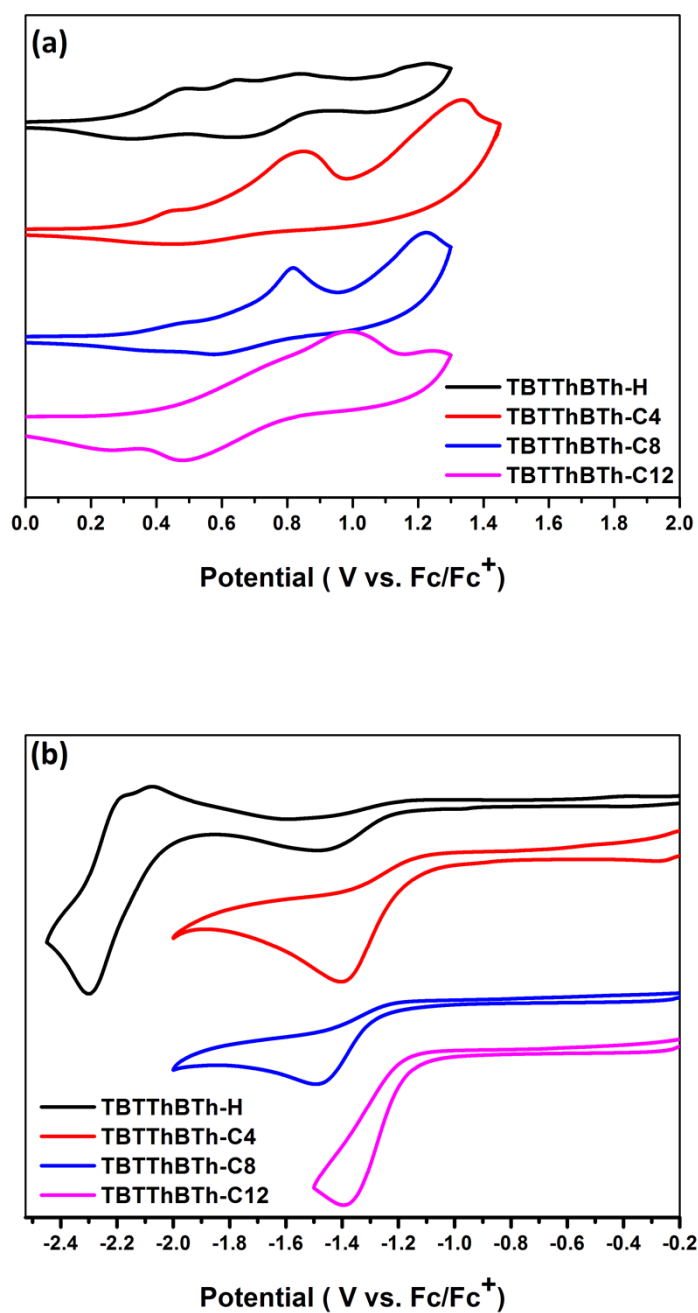 (a)
TBTThBTh-H
TBTThBTh-C4
TBTThBTh-C8
TBTThBTh-C12
0.0 0.2 0.4 0.6 0.8 1.0 1.2 1.4 1.6 1.8 2.0
Potential ( V vs. Fc/Fc+)
(b)
TBTThBTh-H
TBTThBTh-C4
TBTThBTh-C8
TBTThBTh-C12
-2.4 -2.2 -2.0 -1.8 -1.6 -1.4 -1.2 -1.0 -0.8 -0.6 -0.4 -0.2
Potential ( V vs. Fc/Fc+)